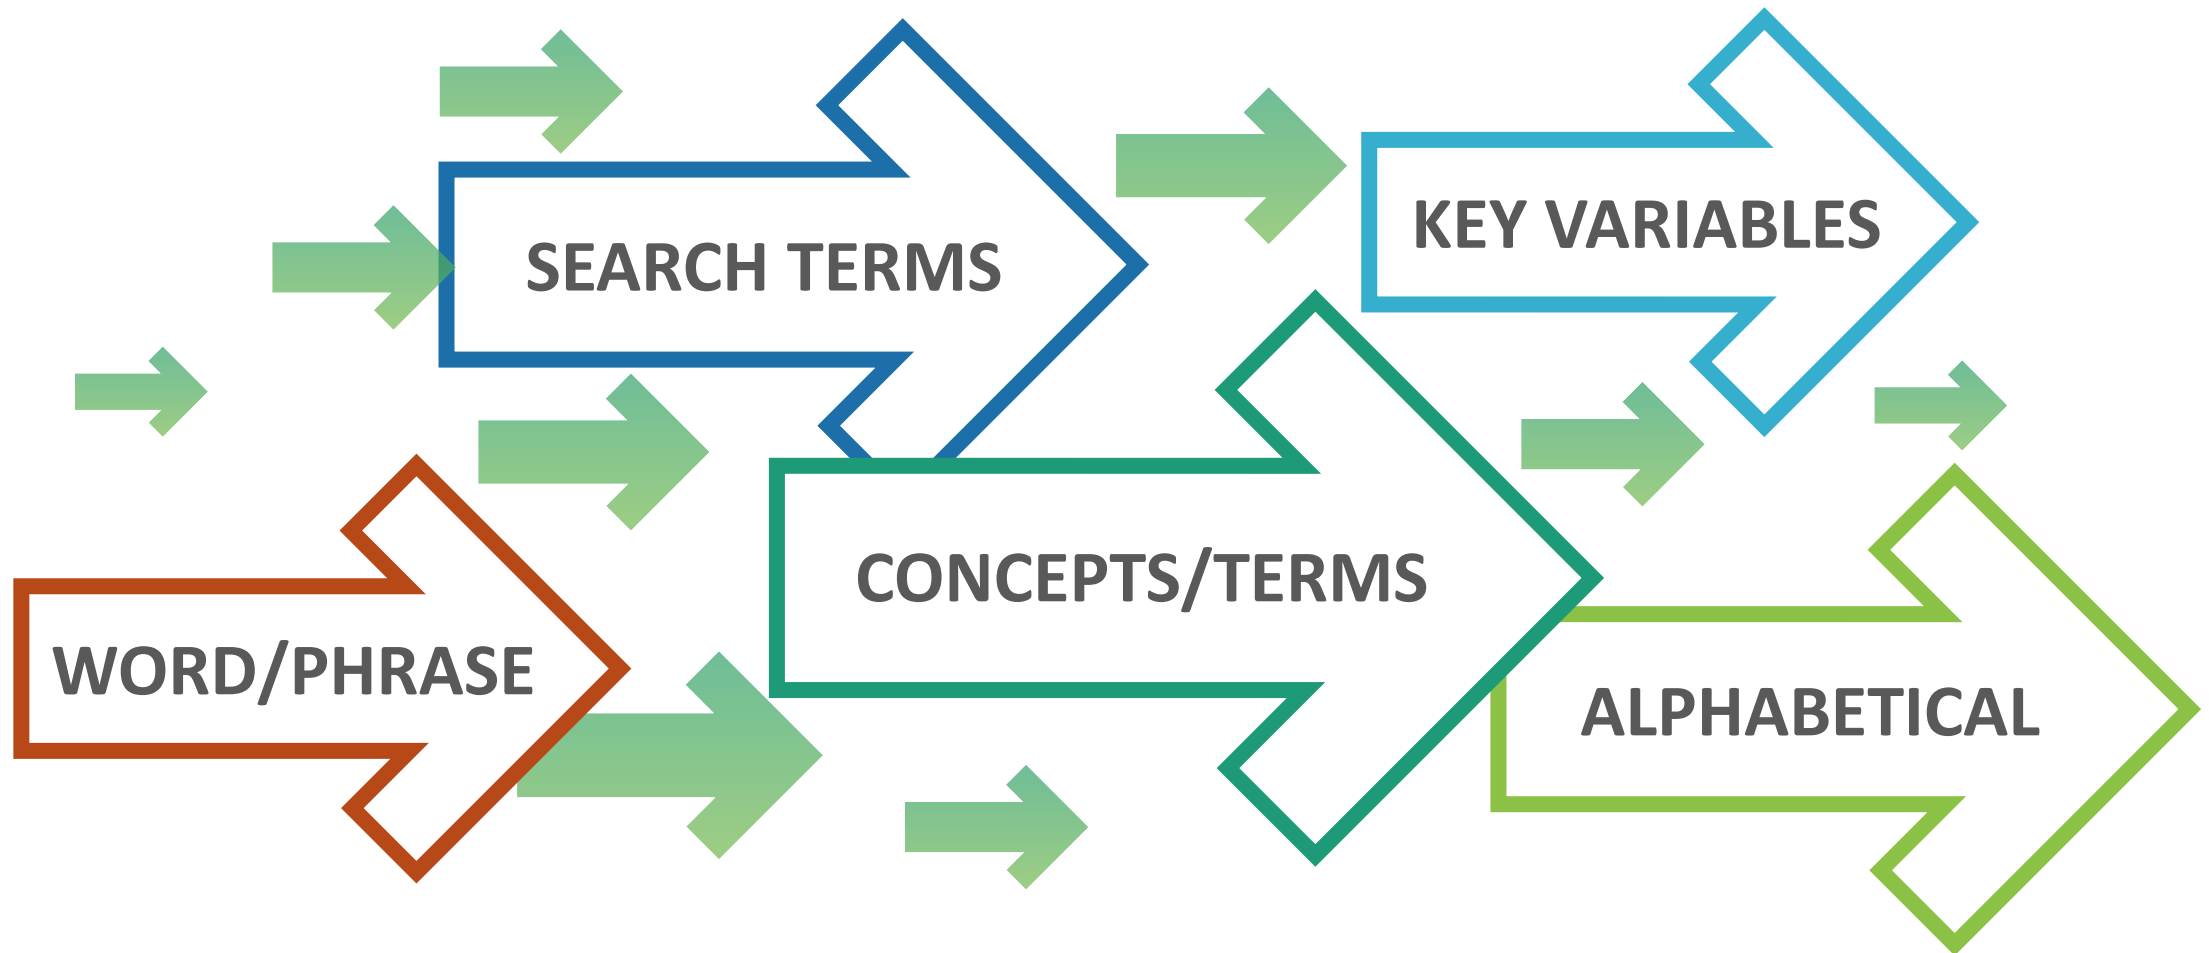 SEARCH TERMS
KEY VARIABLES
CONCEPTS/TERMS
WORD/PHRASE
ALPHABETICAL